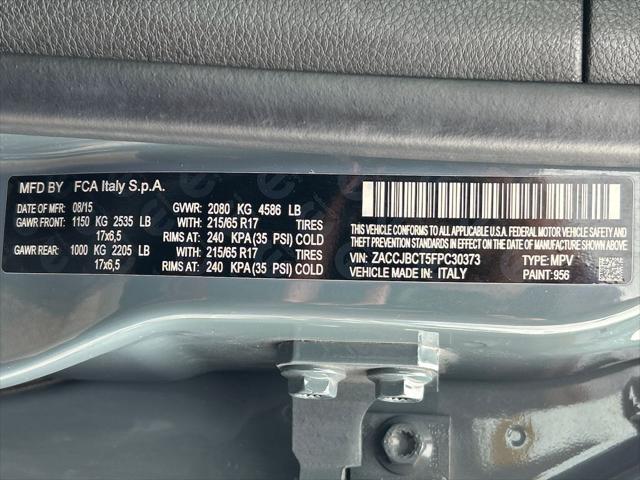 MFD BY FCA Italy S.p.A.
DATE OF MFR: 08/15 GVWR: 2080 KG 4586 LB
GAWR FRONT: 1150 KG 2535 LB WITH: 215/65 R17 TIRES
17x6,5 RIMS AT: 240 KPA (35 PSI) COLD
GAWR REAR: 1000 KG 2205 LB WITH: 215/65 R17 TIRES
17x6,5 RIMS AT: 240 KPA (35 PSI) COLD
THIS VEHICLE CONFORMS TO ALL APPLICABLE U.S.A. FEDERAL MOTOR VEHICLE SAFETY
AND THEFT PREVENTION STANDARDS IN EFFECT ON THE DATE OF MANUFACTURE SHOWN ABOVE.
VIN: ZACCJBCT5FPC30373 TYPE: MPV
VEHICLE MADE IN: ITALY PAINT: 956